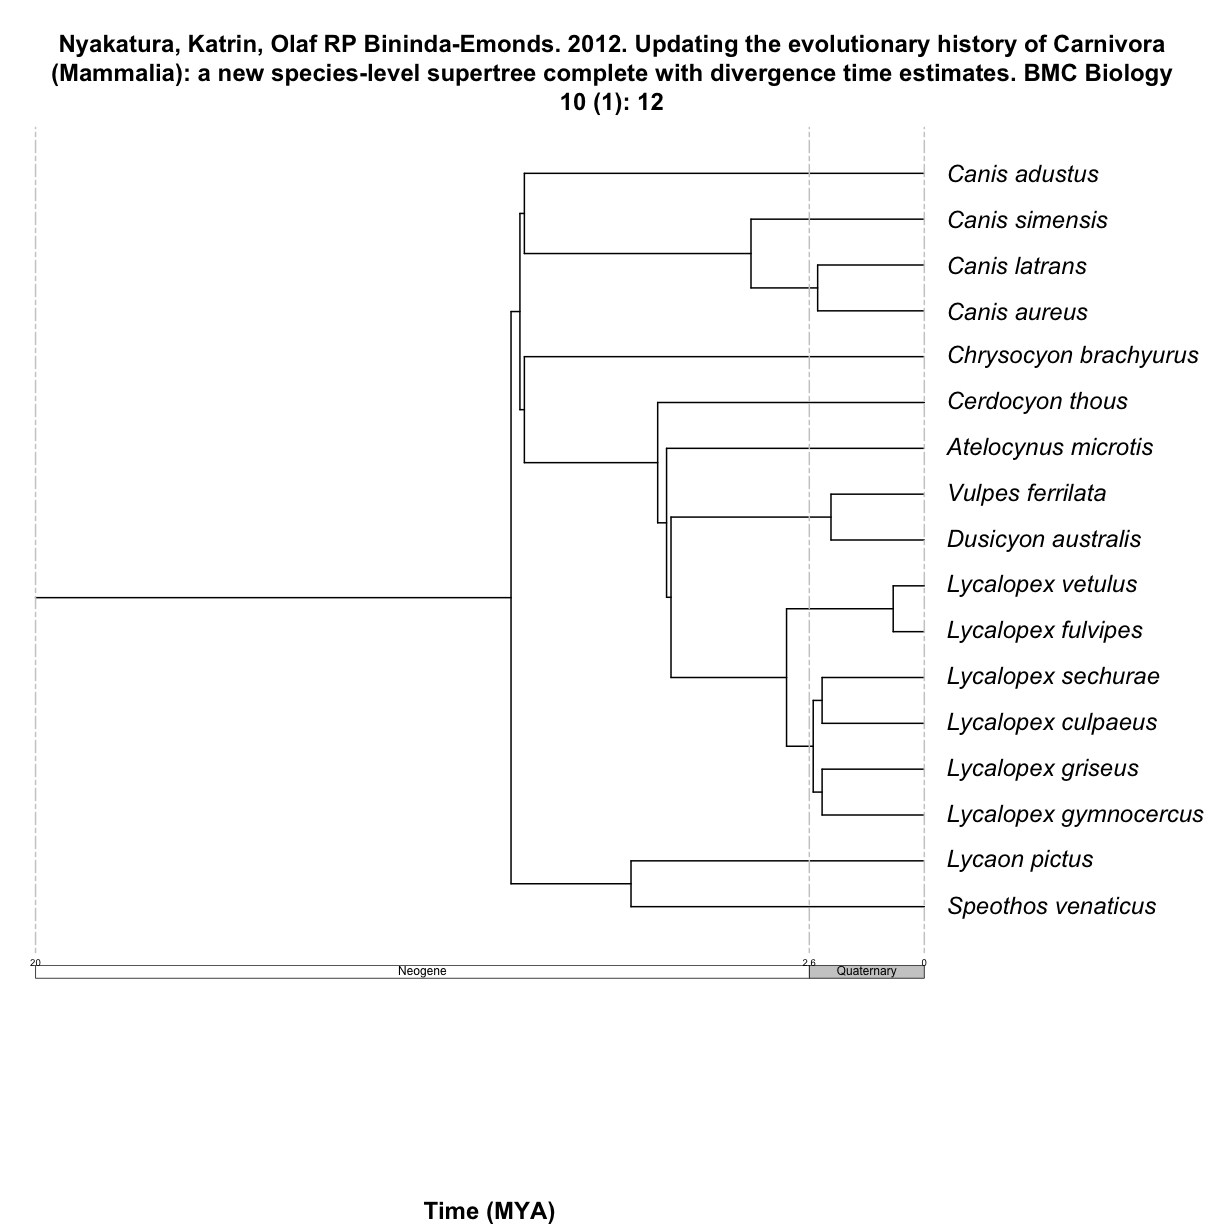 Nyakatura, Katrin, Olaf RP Bininda-Emonds. 2012. Updating the evolutionary history of Carnivora
(Mammalia): a new species-level supertree complete with divergence time estimates. BMC Biology
10 (1): 12
Canis adustus
Canis simensis
Canis latrans
Canis aureus
Chrysocyon brachyurus
Cerdocyon thous
Atelocynus microtis
Vulpes ferrilata
Dusicyon australis
Lycalopex vetulus
Lycalopex fulvipes
Lycalopex sechurae
Lycalopex culpaeus
Lycalopex griseus
Lycalopex gymnocercus
Lycaon pictus
Speothos venaticus
20 2.6 0
Neogene Quaternary
Time (MYA)